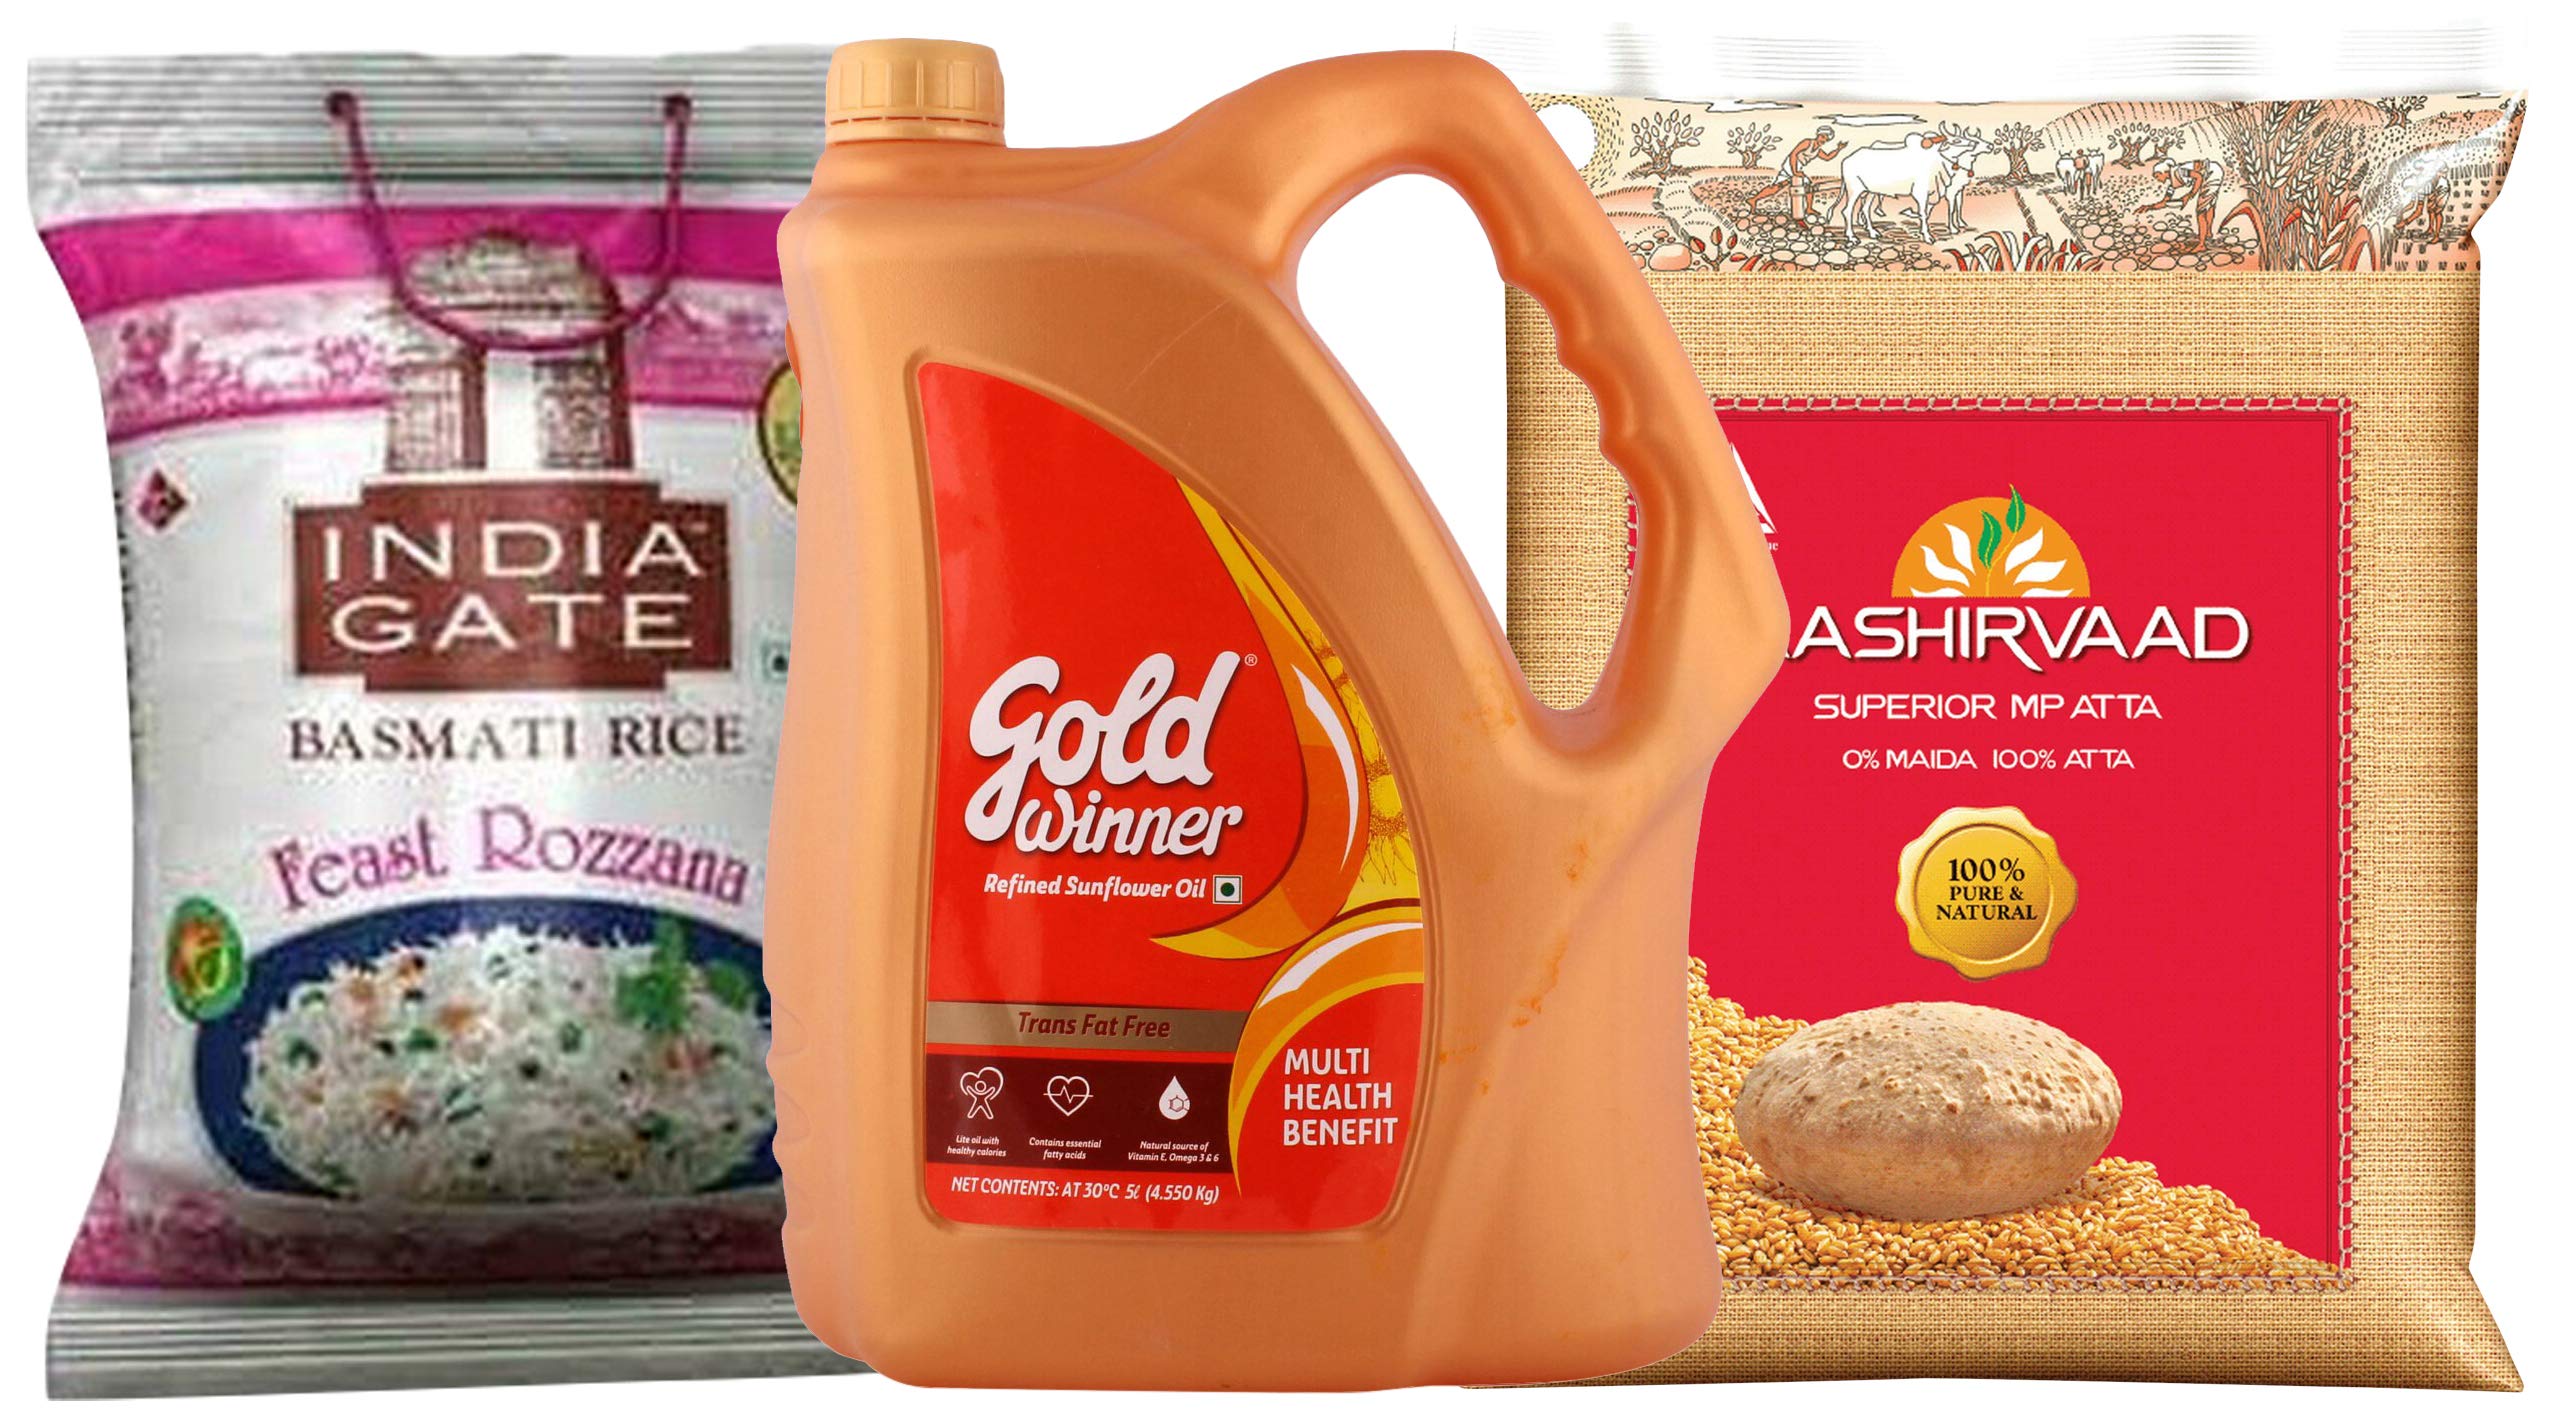 INDIA
GATE
BASMATI RICE
Feast Rozzana
Gold
Winner
®
Refined Sunflower Oil
Trans Fat Free
Lite oil with
healthy calories
Contains essential
fatty acids
Natural source of
Vitamin E, Omega 3 & 6
MULTI
HEALTH
BENEFIT
NET CONTENTS: AT 30°C 5ℓ (4.550 Kg)
AASHIRVAAD
SUPERIOR MP ATTA
0% MAIDA 100% ATTA
100%
PURE &
NATURAL